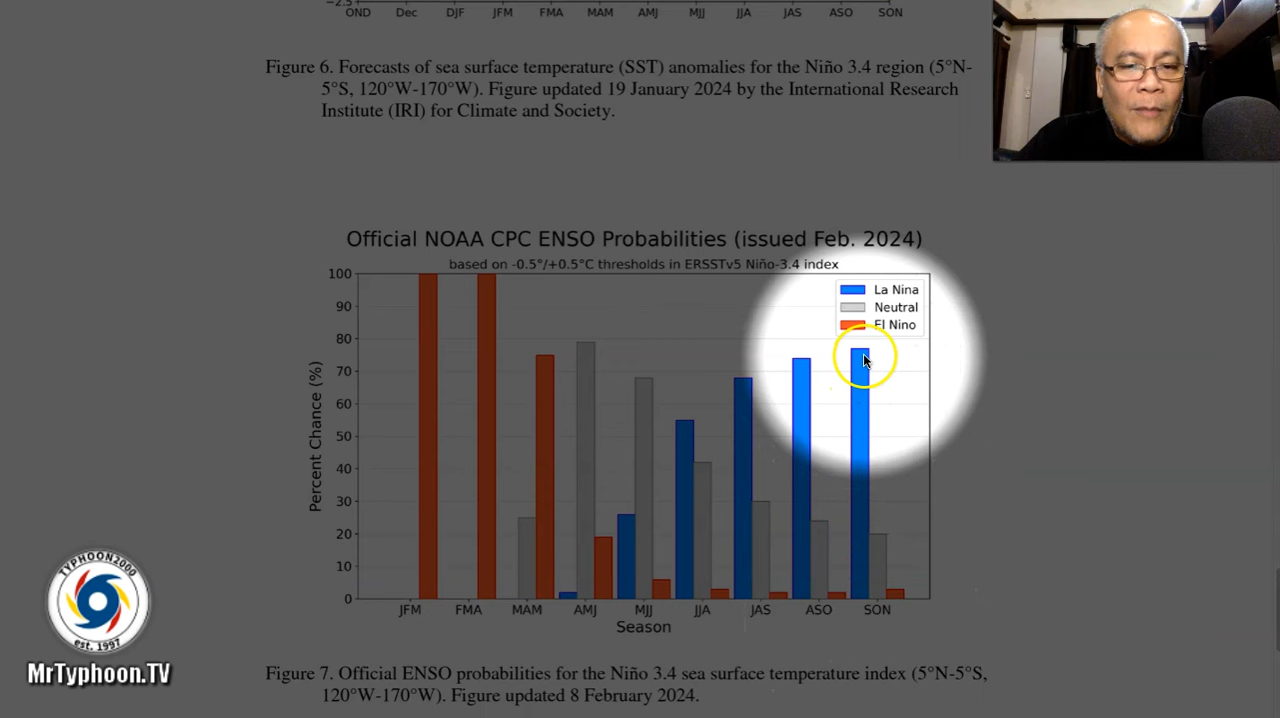 −2.5
OND Dec DJF JFM FMA MAM AMJ MJJ JJA JAS ASO SON
Figure 6. Forecasts of sea surface temperature (SST) anomalies for the Niño 3.4 region (5°N-
5°S, 120°W-170°W). Figure updated 19 January 2024 by the International Research
Institute (IRI) for Climate and Society.
Official NOAA CPC ENSO Probabilities (issued Feb. 2024)
based on -0.5°/+0.5°C thresholds in ERSSTv5 Niño-3.4 index
La Nina
Neutral
El Nino
Percent Chance (%)
100
90
80
70
60
50
40
30
20
10
0
JFM FMA MAM AMJ MJJ JJA JAS ASO SON
Season
Figure 7. Official ENSO probabilities for the Niño 3.4 sea surface temperature index (5°N-5°S,
120°W-170°W). Figure updated 8 February 2024.
TYPHOON2000
est. 1997
MrTyphoon.TV